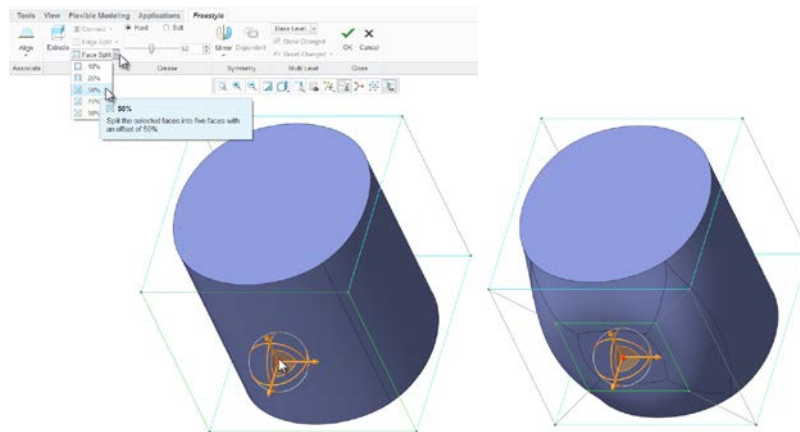 Tools View Flexible Modeling Applications Freestyle
Align
Extrude
Connect
Hard Soft
Edge Split
Face Split
Mirror Dependent
Base Level
Show Changed
Reset Changed
OK Cancel
Associate Crease Symmetry Multi Level Close
10%
50%
50%
Split the selected faces into five faces with
an offset of 50%.